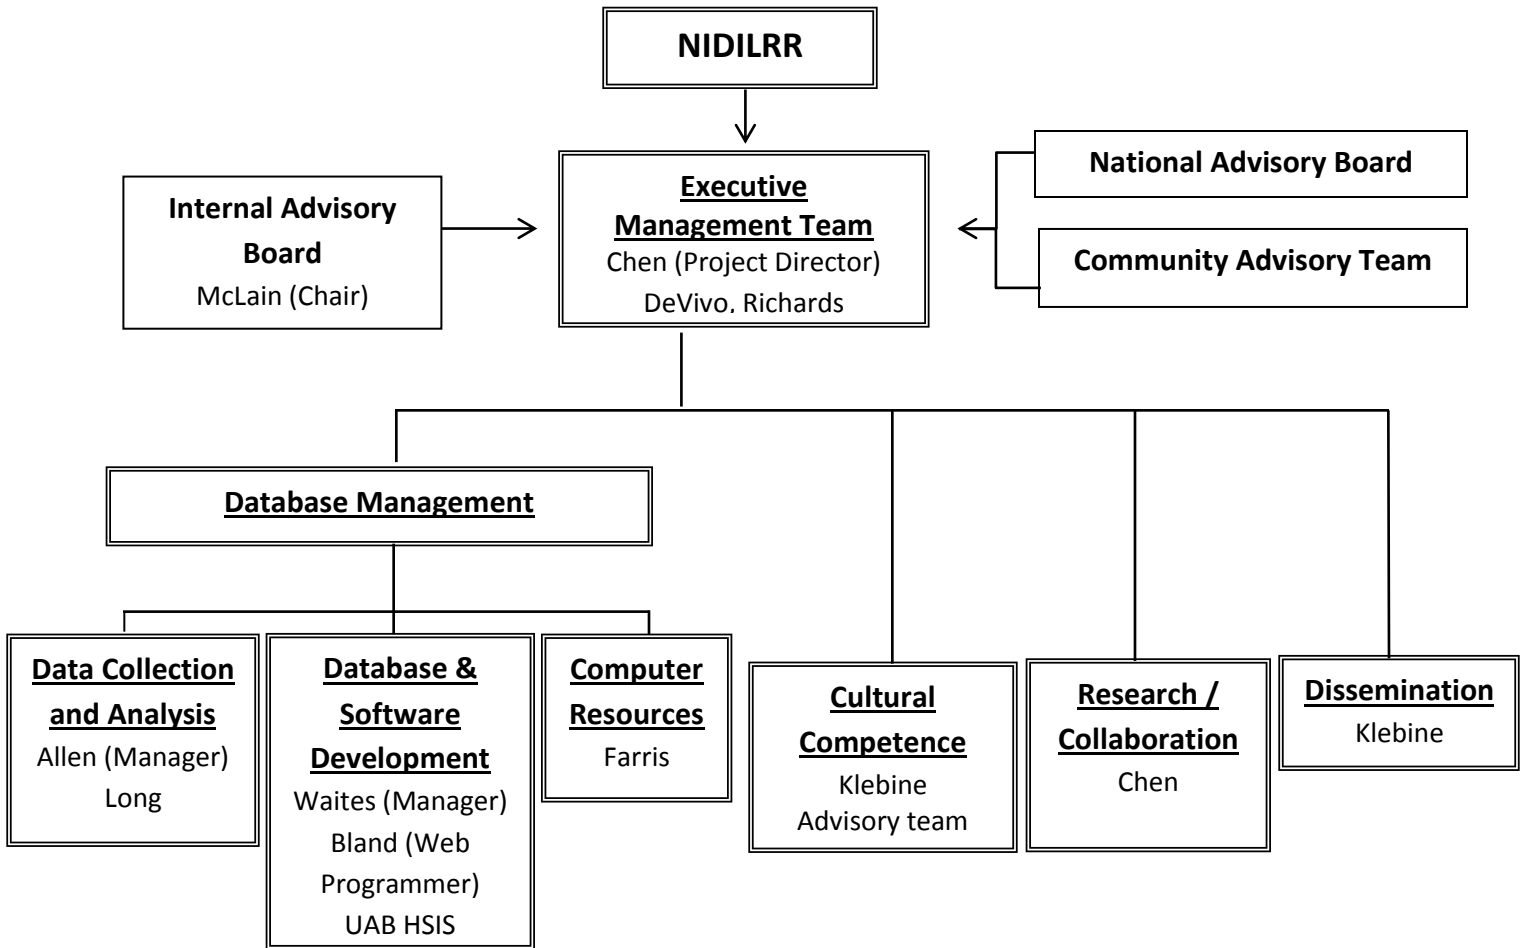 NIDILRR
Internal Advisory
Board
McLain (Chair)
Executive
Management Team
Chen (Project Director)
DeVivo, Richards
National Advisory Board
Community Advisory Team
Database Management
Data Collection
and Analysis
Allen (Manager)
Long
Database &
Software
Development
Waites (Manager)
Bland (Web
Programmer)
UAB HSIS
Computer
Resources
Farris
Cultural
Competence
Klebine
Advisory team
Research /
Collaboration
Chen
Dissemination
Klebine